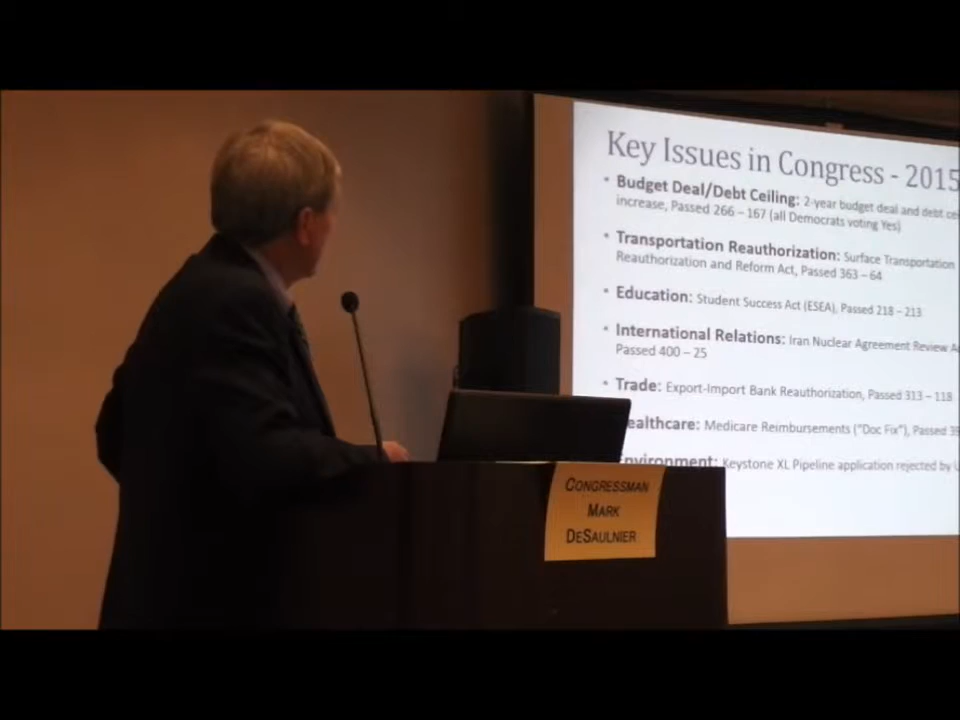 Key Issues in Congress - 2015
• Budget Deal/Debt Ceiling: 2-year budget deal and debt
increase, Passed 266 – 167 (all Democrats voting Yes)
• Transportation Reauthorization: Surface Transportation
Reauthorization and Reform Act, Passed 363 – 64
• Education: Student Success Act (ESEA), Passed 218 – 213
• International Relations: Iran Nuclear Agreement Review
Passed 400 – 25
• Trade: Export-Import Bank Reauthorization, Passed 313 – 118
ealthcare: Medicare Reimbursements ("Doc Fix"), Passed
nvironment: Keystone XL Pipeline application rejected by
CONGRESSMAN
MARK
DESAULNIER